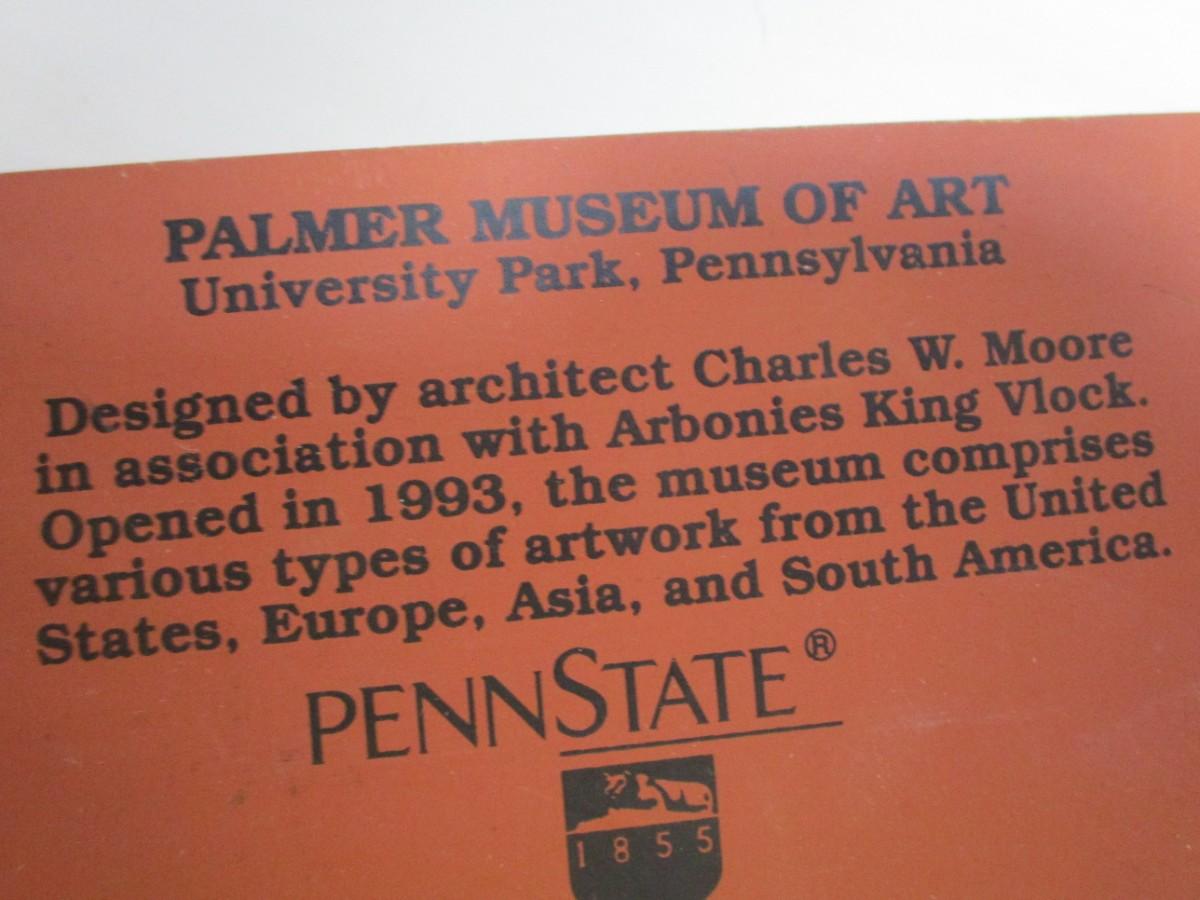 PALMER MUSEUM OF ART
University Park, Pennsylvania
Designed by architect Charles W. Moore
in association with Arbonies King Vlock.
Opened in 1993, the museum comprises
various types of artwork from the United
States, Europe, Asia, and South America.
PENNSTATE®
1855